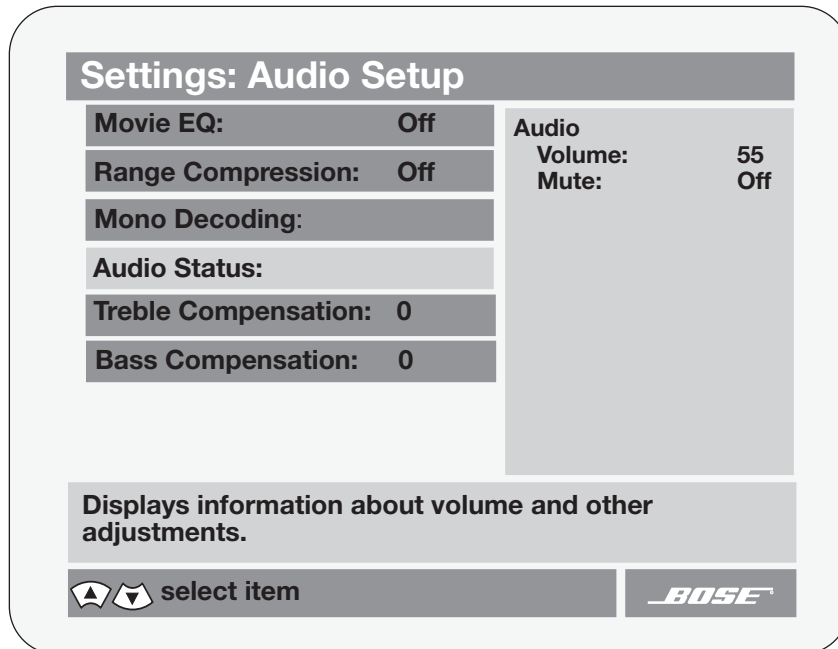 Settings: Audio Setup
Movie EQ: Off
Range Compression: Off
Mono Decoding:
Audio Status:
Treble Compensation: 0
Bass Compensation: 0
Audio
Volume: 55
Mute: Off
Displays information about volume and other
adjustments.
select item
BOSE